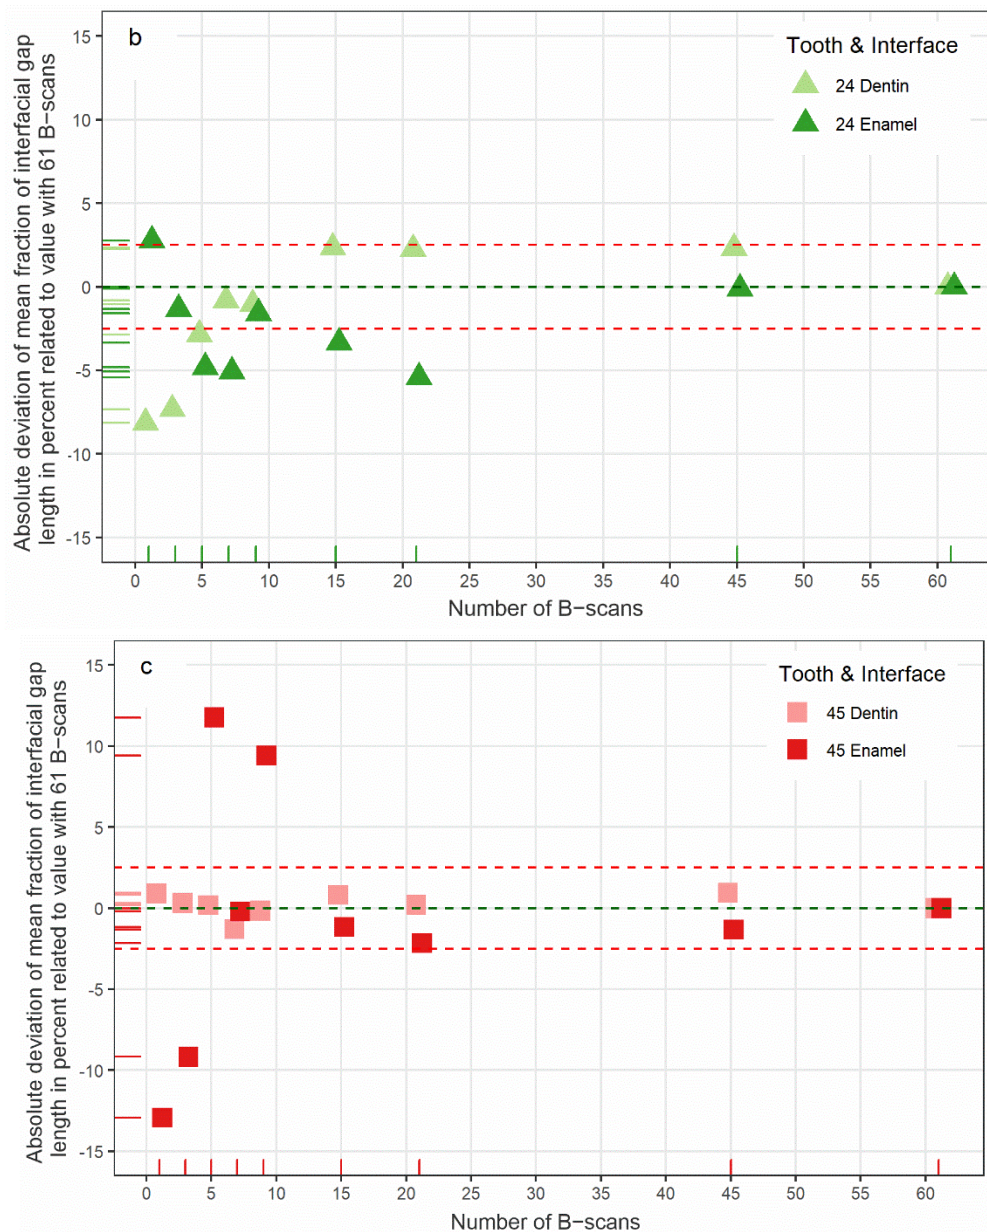 b
Tooth & Interface
24 Dentin
24 Enamel
Absolute deviation of mean fraction of interfacial gap
length in percent related to value with 61 B−scans
15
10
5
0
-5
-10
-15
0 5 10 15 20 25 30 35 40 45 50 55 60
Number of B−scans
c
Tooth & Interface
45 Dentin
45 Enamel
Absolute deviation of mean fraction of interfacial gap
length in percent related to value with 61 B−scans
15
10
5
0
-5
-10
-15
0 5 10 15 20 25 30 35 40 45 50 55 60
Number of B−scans